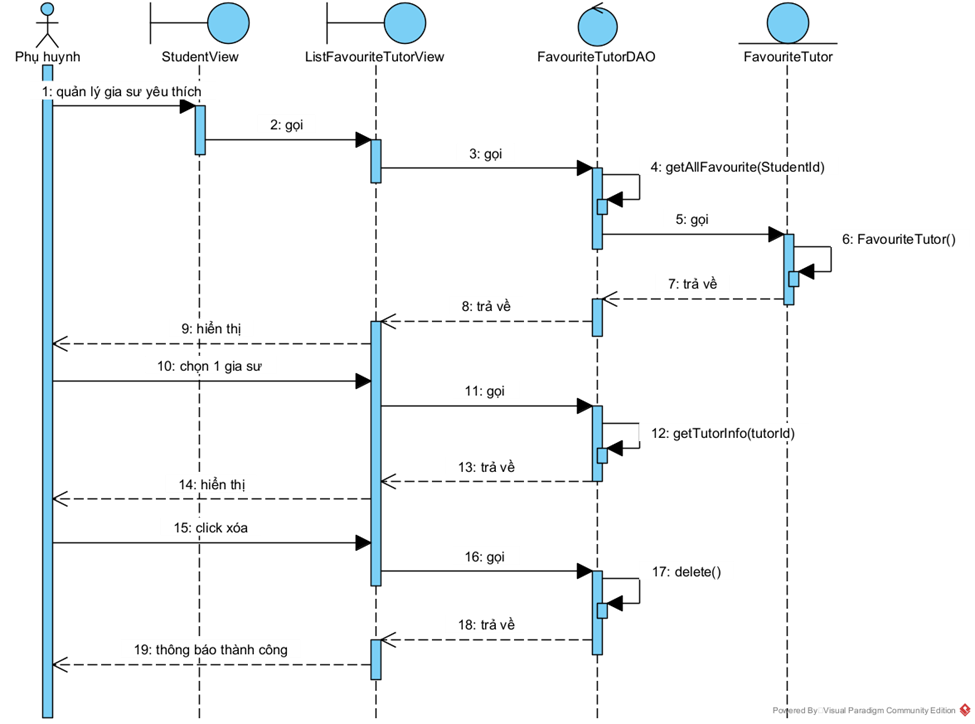 Phụ huynh
StudentView
ListFavouriteTutorView
FavouriteTutorDAO
FavouriteTutor
1: quản lý gia sư yêu thích
2: gọi
3: gọi
4: getAllFavourite(StudentId)
5: gọi
6: FavouriteTutor()
7: trả về
8: trả về
9: hiển thị
10: chọn 1 gia sư
11: gọi
12: getTutorInfo(tutorId)
13: trả về
14: hiển thị
15: click xóa
16: gọi
17: delete()
18: trả về
19: thông báo thành công
Powered By Visual Paradigm Community Edition